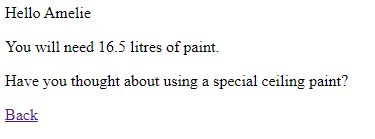 Hello Amelie
You will need 16.5 litres of paint.
Have you thought about using a special ceiling paint?
Back